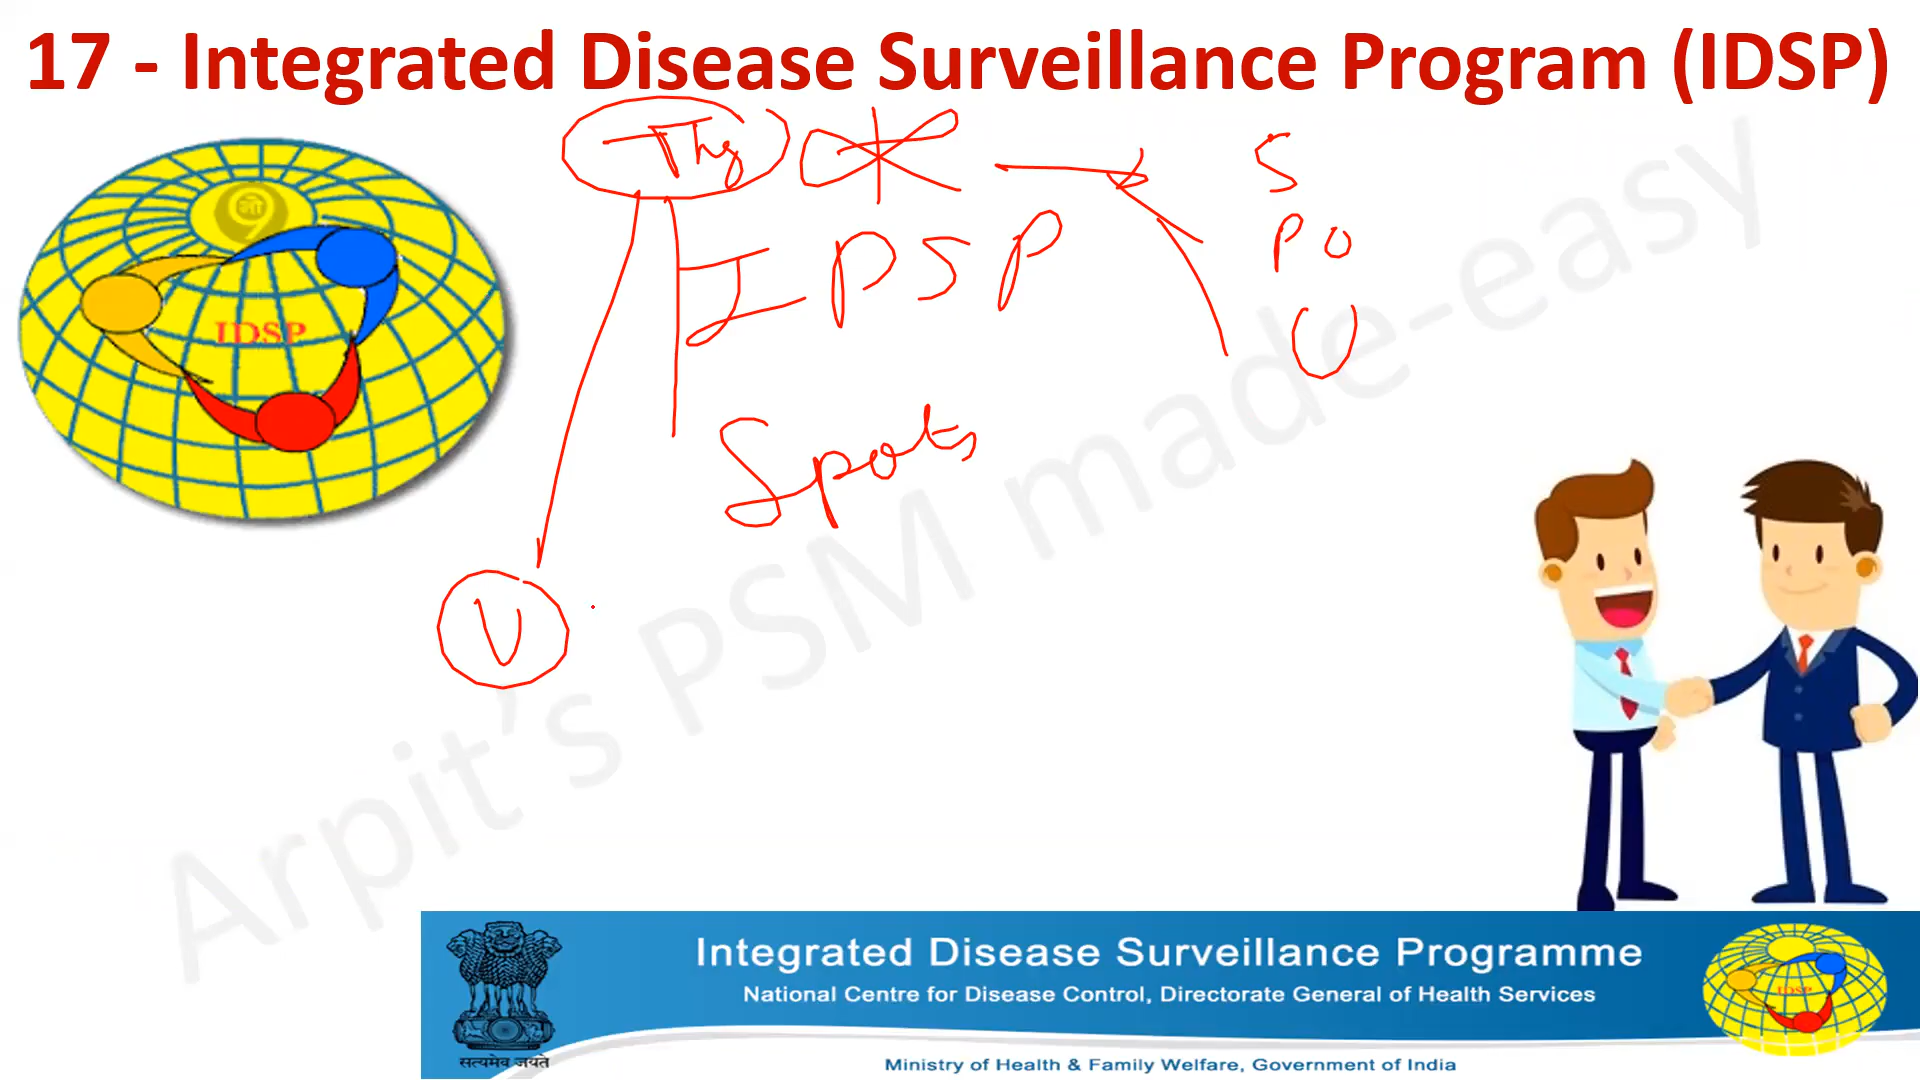 17 - Integrated Disease Surveillance Program (IDSP)
नौ
IDSP
S
P O
U
I P S P
Spots
V
Arpit's PSM made-easy
Integrated Disease Surveillance Programme
National Centre for Disease Control, Directorate General of Health Services
Ministry of Health & Family Welfare, Government of India
सत्यमेव जयते
IDSP